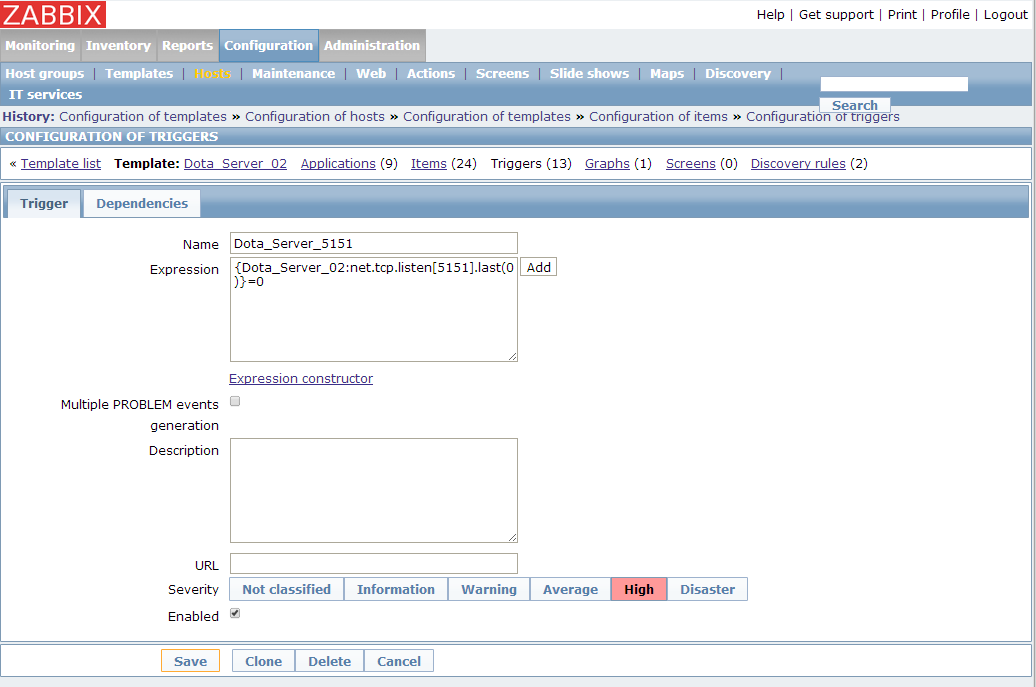 ZABBIX
Help | Get support | Print | Profile | Logout
Monitoring Inventory Reports Configuration Administration
Host groups | Templates | Hosts | Maintenance | Web | Actions | Screens | Slide shows | Maps | Discovery |
IT services
Search
History: Configuration of templates » Configuration of hosts » Configuration of templates » Configuration of items » Configuration of triggers
CONFIGURATION OF TRIGGERS
« Template list Template: Dota_Server_02 Applications (9) Items (24) Triggers (13) Graphs (1) Screens (0) Discovery rules (2)
Trigger Dependencies
Name Dota_Server_5151
Expression {Dota_Server_02:net.tcp.listen[5151].last(0 Add
)}=0
Expression constructor
Multiple PROBLEM events
generation
Description
URL
Severity Not classified Information Warning Average High Disaster
Enabled
Save Clone Delete Cancel